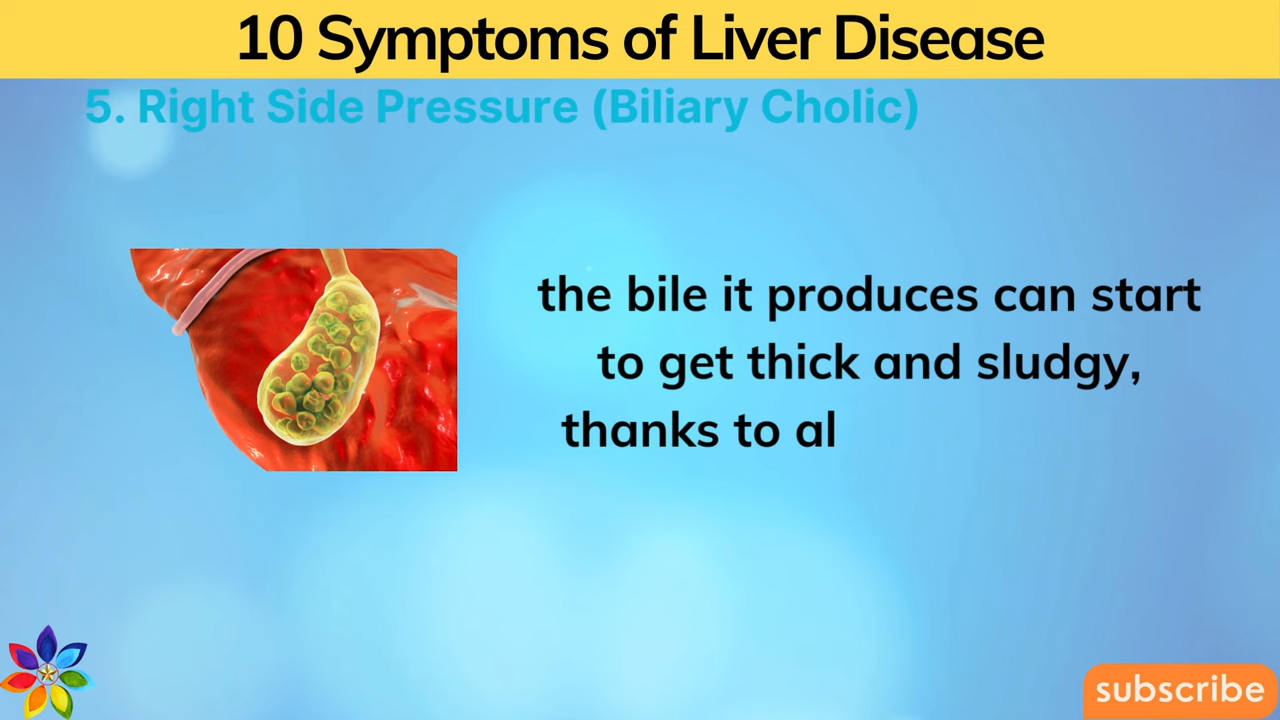 10 Symptoms of Liver Disease
5. Right Side Pressure (Biliary Cholic)
the bile it produces can start
to get thick and sludgy,
thanks to al
subscribe